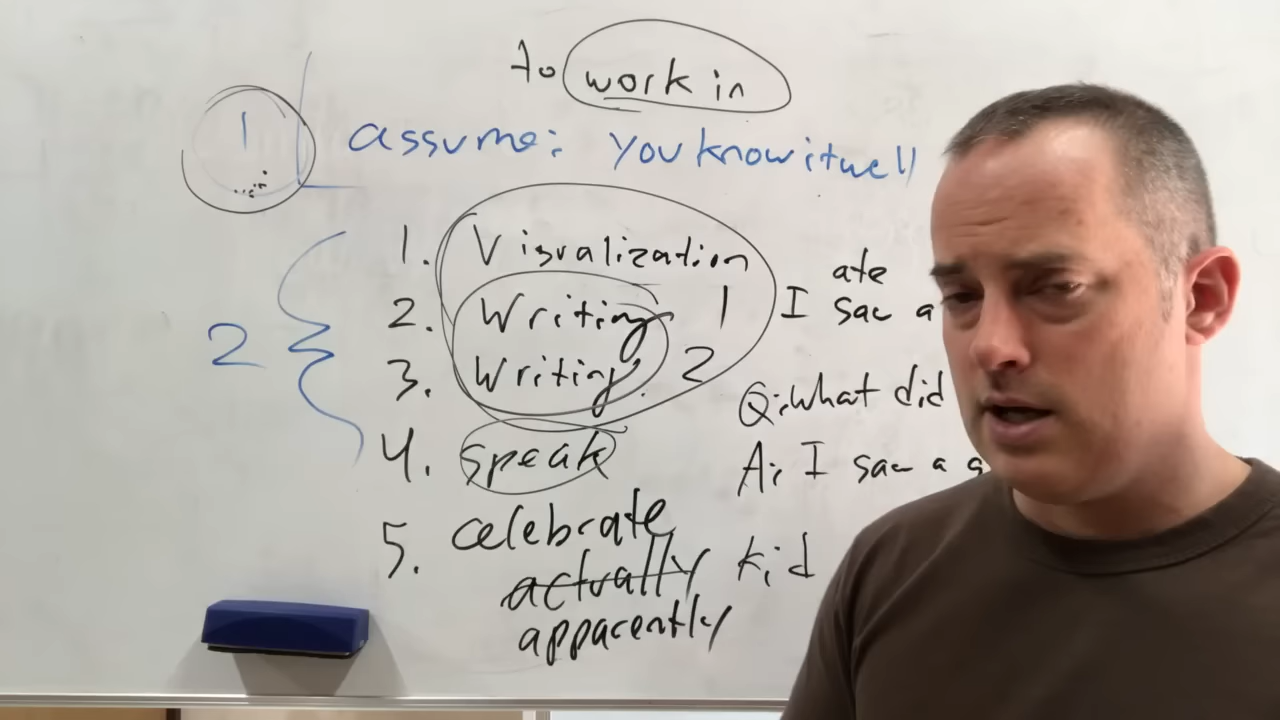 to work in
1 assume: you know it well
1. Visualization
ate
2. Writing 1 I saw a
2
3. Writing 2
Q: What did
4. speak
A: I saw a g
5. celebrate
actually kid
apparently